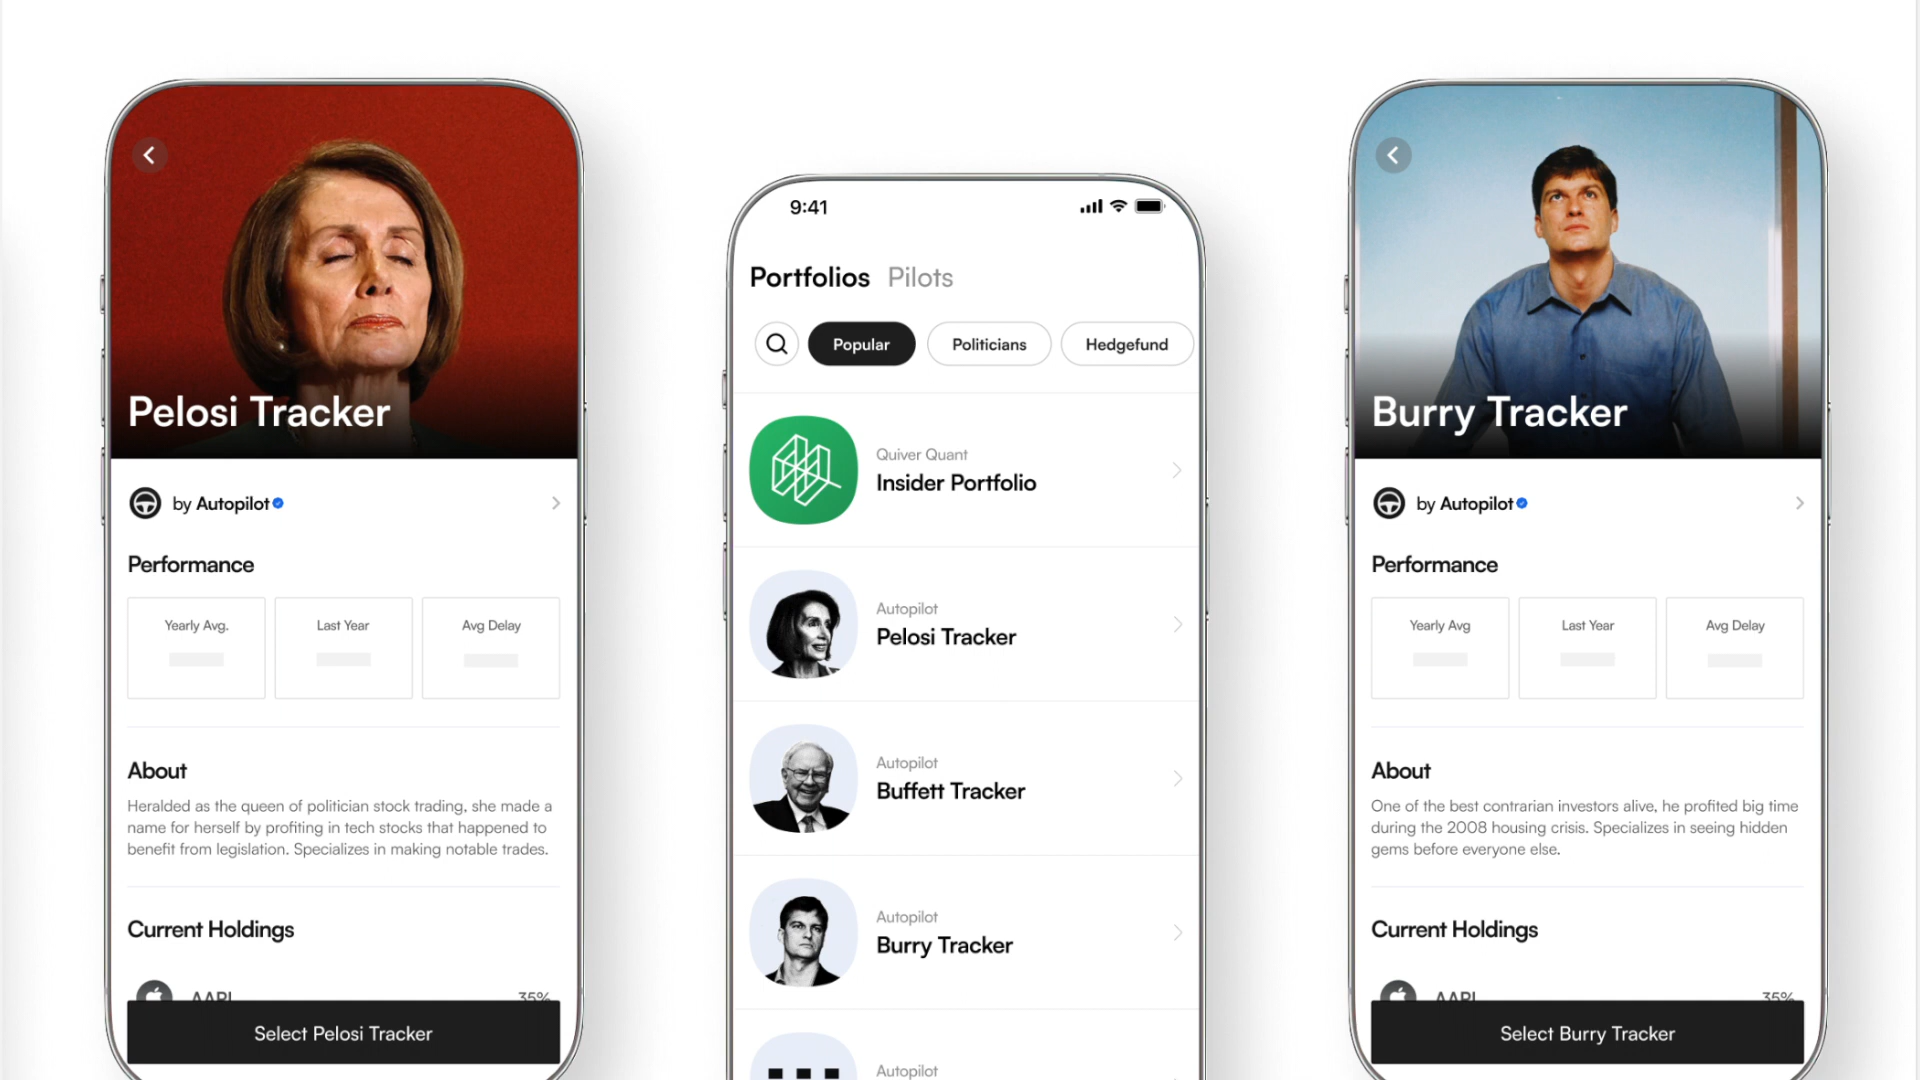 Pelosi Tracker
by Autopilot
Performance
Yearly Avg.
Last Year
Avg Delay
About
Heralded as the queen of politician stock trading, she made a
name for herself by profiting in tech stocks that happened to
benefit from legislation. Specializes in making notable trades.
Current Holdings
AAPL
35%
Select Pelosi Tracker
9:41
Portfolios Pilots
Popular
Politicians
Hedgefund
Quiver Quant
Insider Portfolio
Autopilot
Pelosi Tracker
Autopilot
Buffett Tracker
Autopilot
Burry Tracker
Autopilot
Burry Tracker
by Autopilot
Performance
Yearly Avg
Last Year
Avg Delay
About
One of the best contrarian investors alive, he profited big time
during the 2008 housing crisis. Specializes in seeing hidden
gems before everyone else.
Current Holdings
AAPL
35%
Select Burry Tracker